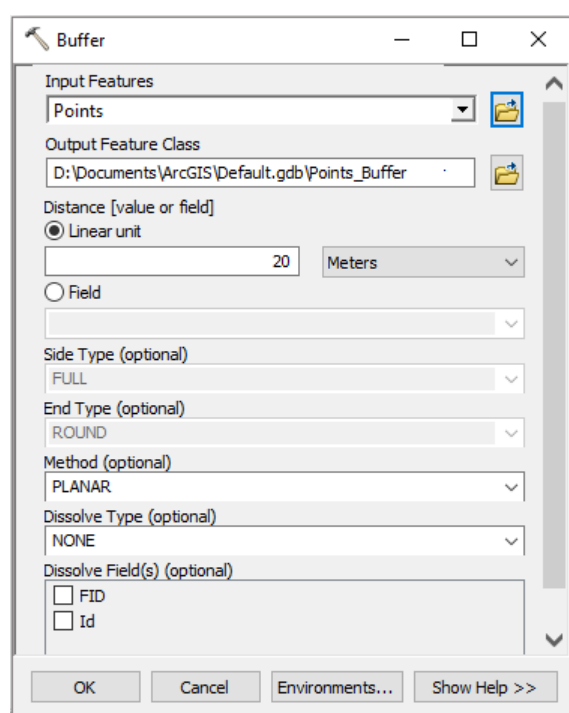 Buffer
Input Features
Points
Output Feature Class
D:\Documents\ArcGIS\Default.gdb\Points_Buffer
Distance [value or field]
Linear unit
20 Meters
Field
Side Type (optional)
FULL
End Type (optional)
ROUND
Method (optional)
PLANAR
Dissolve Type (optional)
NONE
Dissolve Field(s) (optional)
FID
Id
OK Cancel Environments... Show Help >>